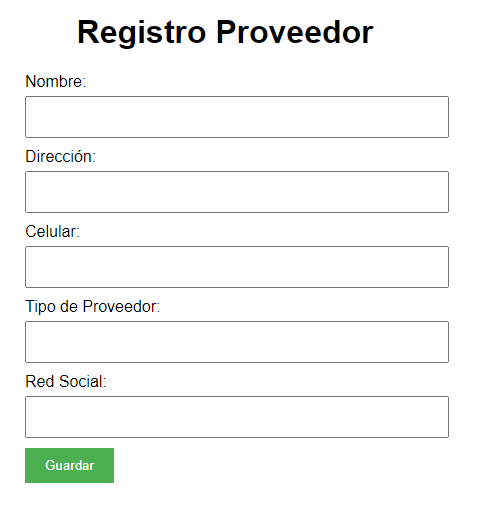 Registro Proveedor
Nombre:
Dirección:
Celular:
Tipo de Proveedor:
Red Social:
Guardar